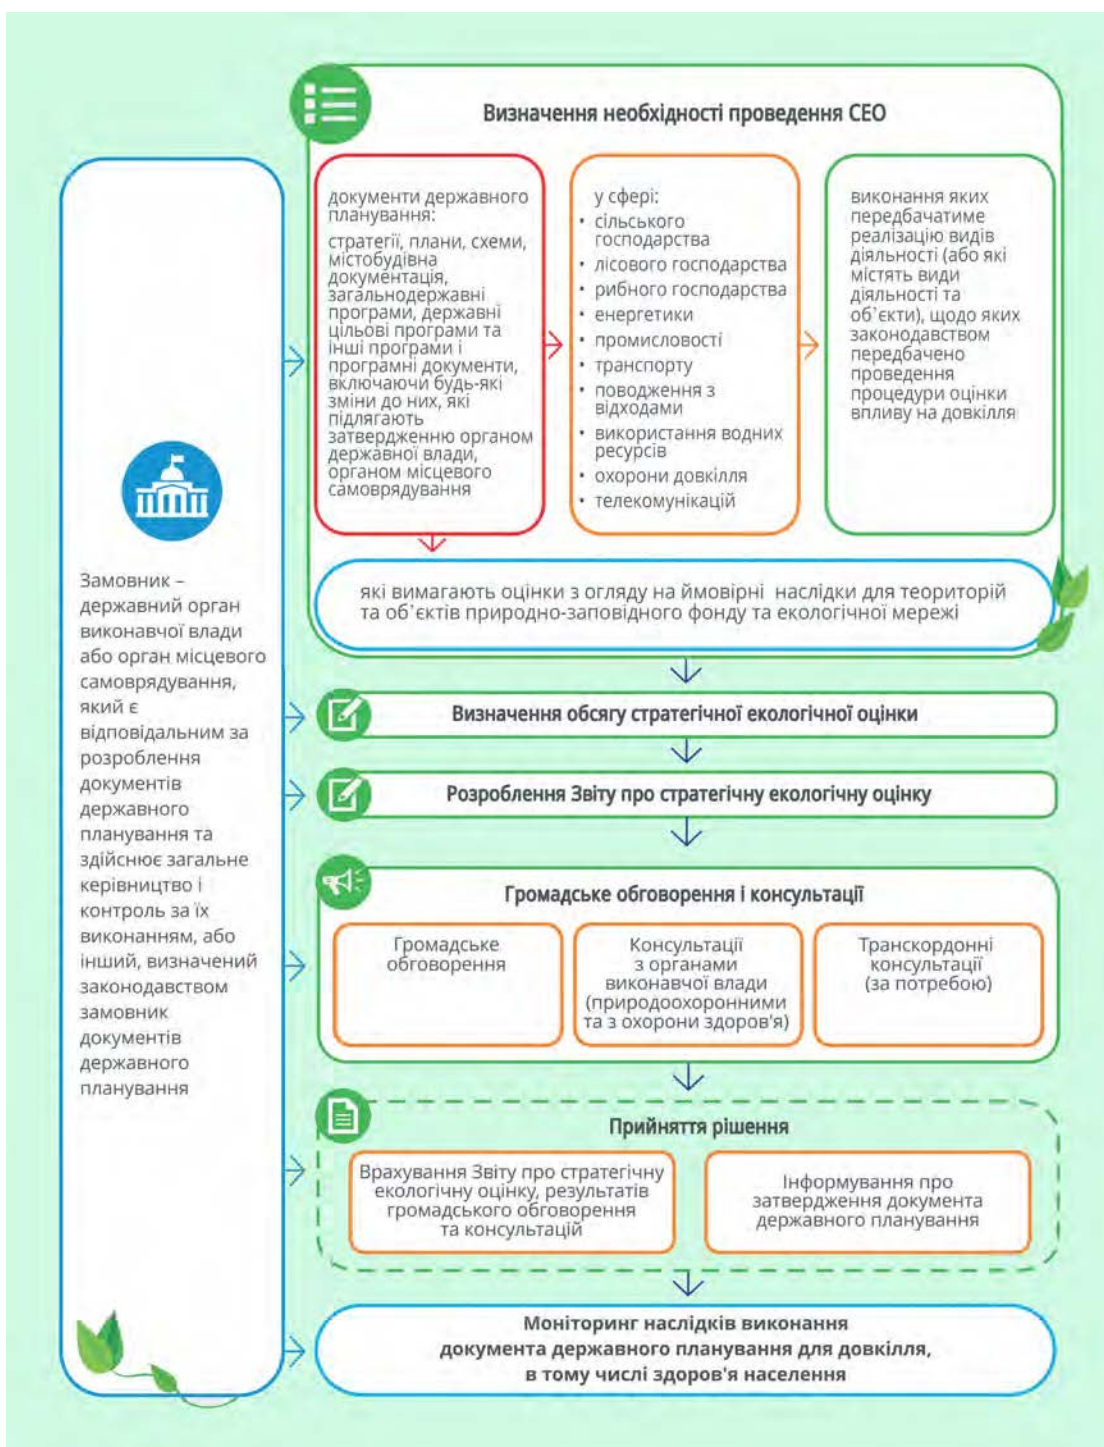 Визначення необхідності проведення СЕО
документи державного
планування:
стратегії, плани, схеми,
містобудівна
документація,
загальнодержавні
програми, державні
цільові програми та
інші програми і
програмні документи,
включаючи будь-які
зміни до них, які
підлягають
затвердженню органом
державної влади,
органом місцевого
самоврядування
у сфері:
• сільського
господарства
• лісового господарства
• рибного господарства
• енергетики
• промисловості
• транспорту
• поводження з
відходами
• використання водних
ресурсів
• охорони довкілля
• телекомунікацій
виконання яких
передбачатиме
реалізацію видів
діяльності (або які
містять види
діяльності та
об'єкти), щодо яких
законодавством
передбачено
проведення
процедури оцінки
впливу на довкілля
які вимагають оцінки з огляду на ймовірні наслідки для теориторій
та об'єктів природно-заповідного фонду та екологічної мережі
Замовник –
державний орган
виконавчої влади
або орган місцевого
самоврядування,
який є
відповідальним за
розроблення
документів
державного
планування та
здійснює загальне
керівництво і
контроль за їх
виконанням, або
інший, визначений
законодавством
замовник
документів
державного
планування
Визначення обсягу стратегічної екологічної оцінки
Розроблення Звіту про стратегічну екологічну оцінку
Громадське обговорення і консультації
Громадське
обговорення
Консультації
з органами
виконавчої влади
(природоохоронними
та з охорони здоров'я)
Транскордонні
консультації
(за потребою)
Прийняття рішення
Врахування Звіту про стратегічну
екологічну оцінку, результатів
громадського обговорення
та консультацій
Інформування про
затвердження документа
державного планування
Моніторинг наслідків виконання
документа державного планування для довкілля,
в тому числі здоров'я населення